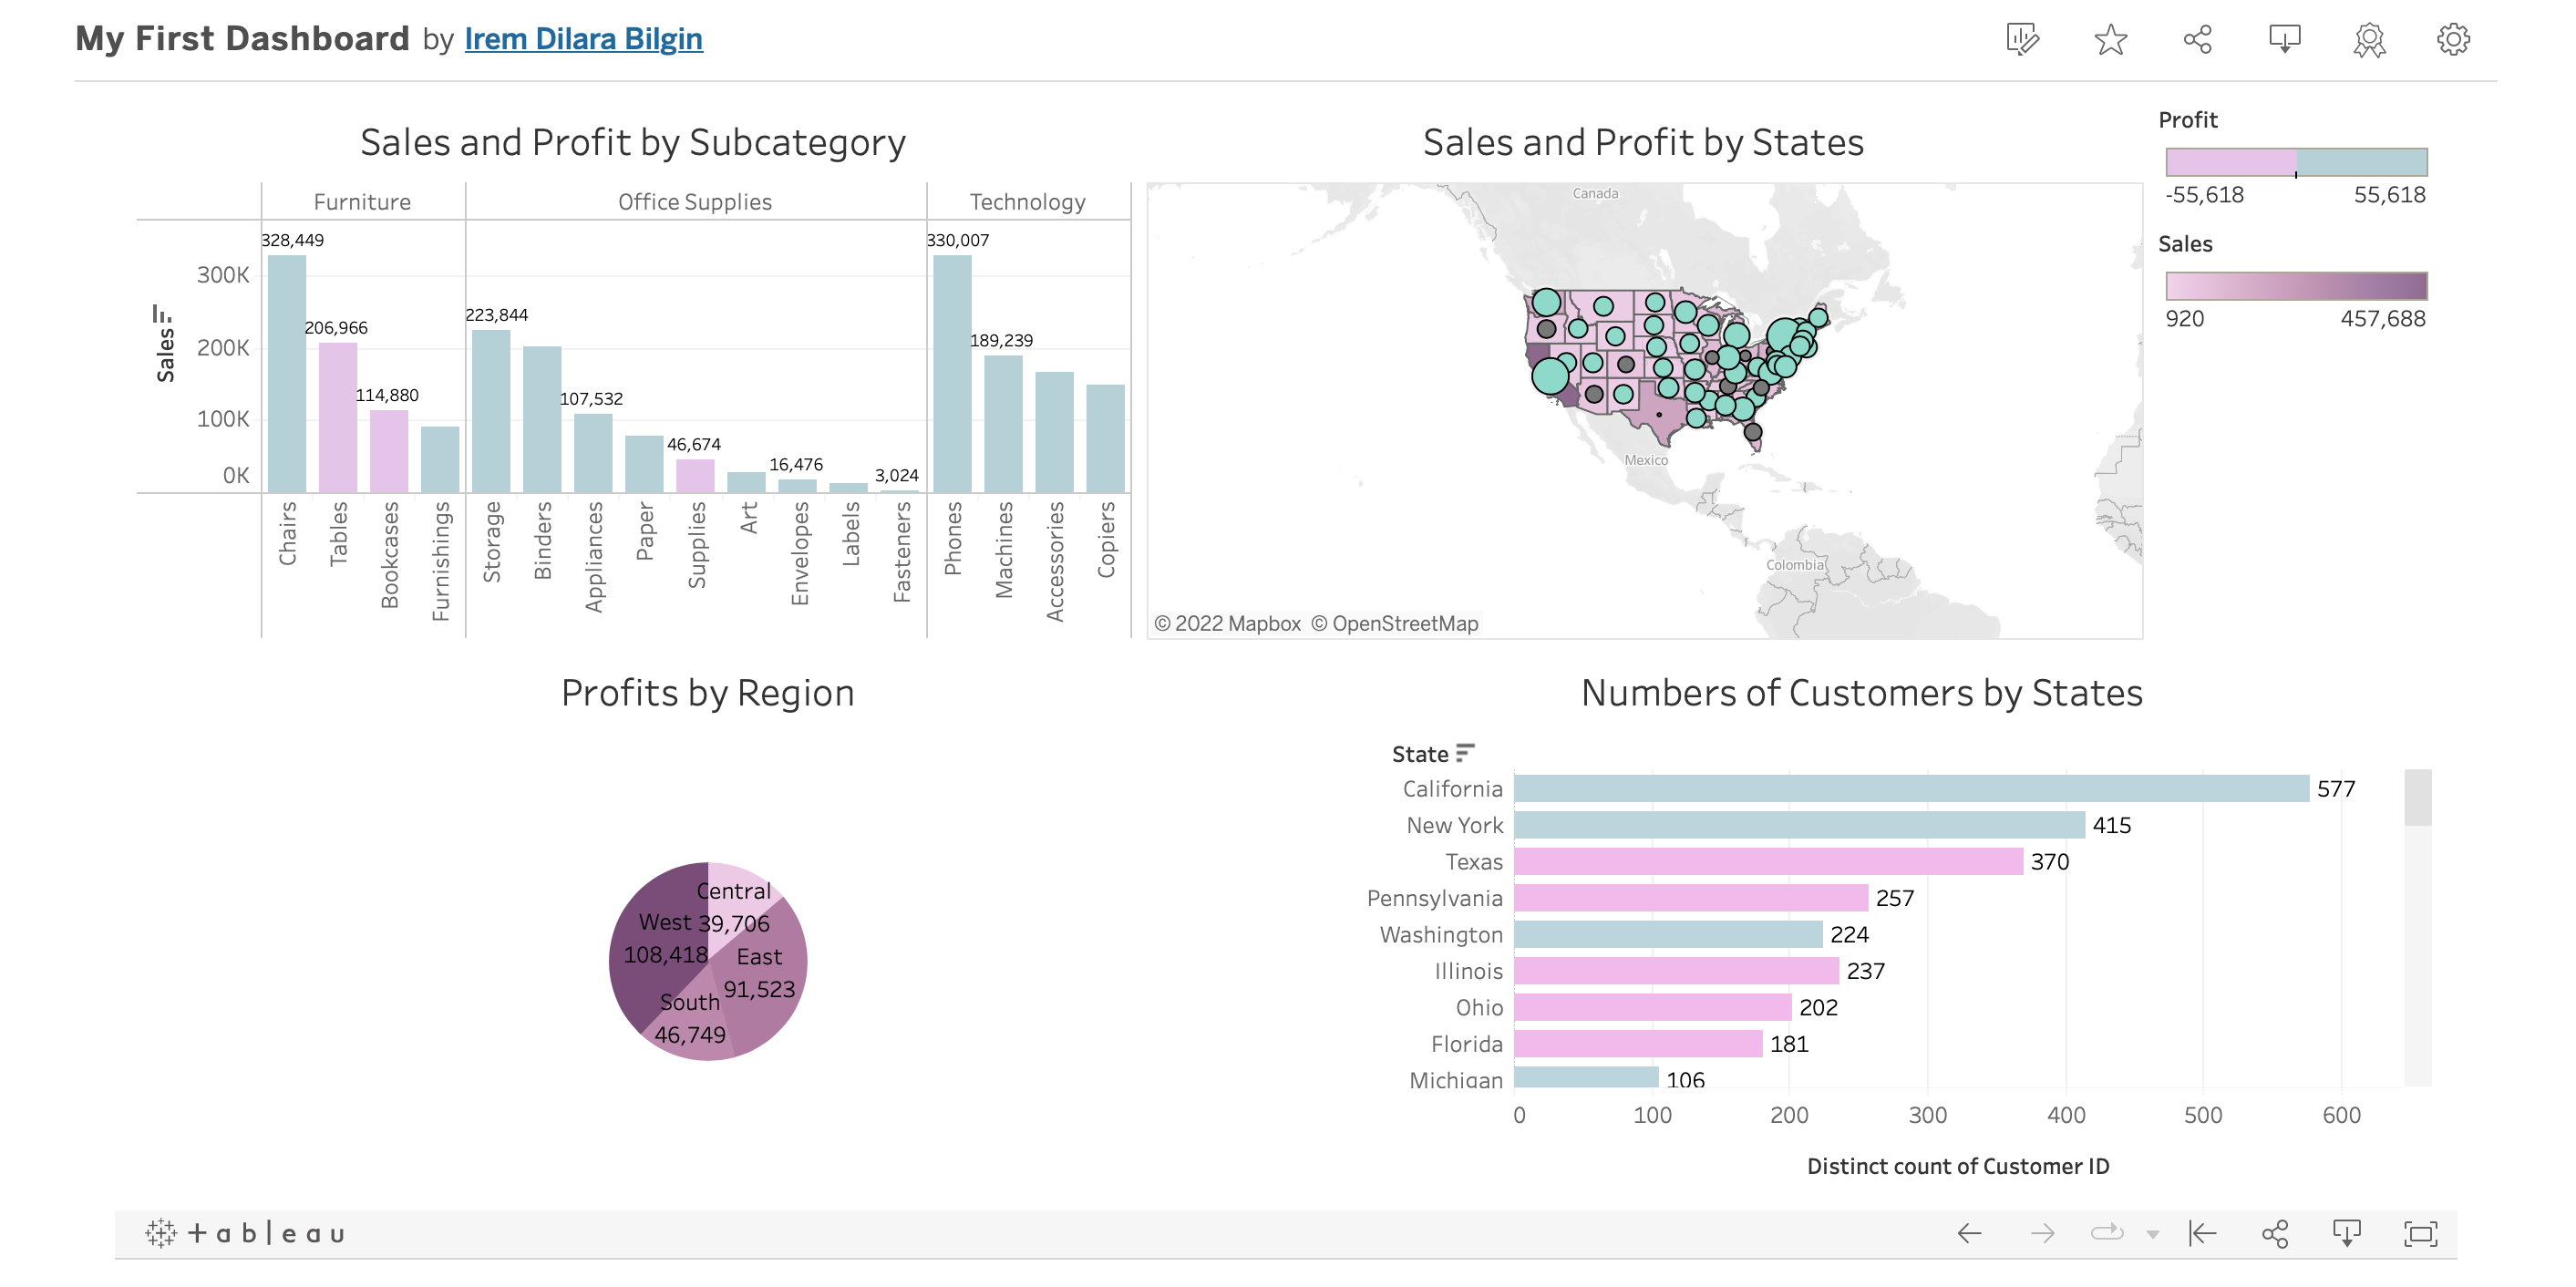 My First Dashboard by Irem Dilara Bilgin
Sales and Profit by Subcategory
Furniture Office Supplies Technology
Sales
300K
200K
100K
0K
328,449
206,966
114,880
223,844
107,532
46,674
16,476
3,024
330,007
189,239
Chairs
Tables
Bookcases
Furnishings
Storage
Binders
Appliances
Paper
Supplies
Art
Envelopes
Labels
Fasteners
Phones
Machines
Accessories
Copiers
Sales and Profit by States
Canada
Mexico
Colombia
© 2022 Mapbox © OpenStreetMap
Profit
-55,618 55,618
Sales
920 457,688
Profits by Region
Central
39,706
West
108,418
East
91,523
South
46,749
Numbers of Customers by States
State
California 577
New York 415
Texas 370
Pennsylvania 257
Washington 224
Illinois 237
Ohio 202
Florida 181
Michigan 106
0 100 200 300 400 500 600
Distinct count of Customer ID
+ableau